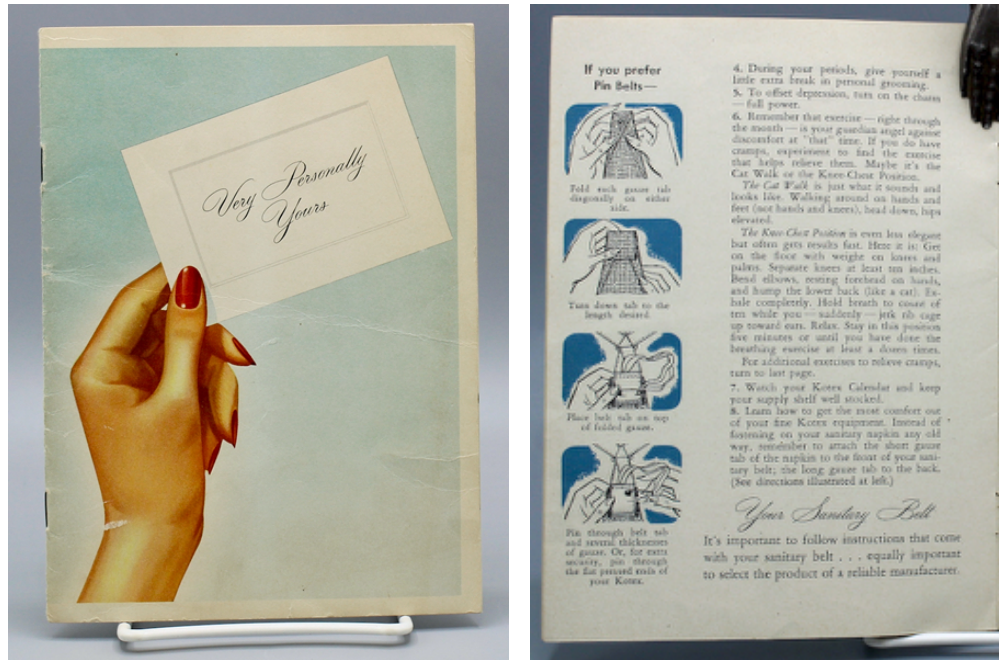 Very Personally
Yours
If you prefer
Pin Belts—
Fold each gauze tab
diagonally on either
side.
Turn down tab to the
length desired.
Place belt tab on top
of folded gauze.
Pin through belt tab
and several thicknesses
of gauze. Or, for extra
security, pin through
the flat pressed ends of
your Kotex.
4. During your periods, give yourself a
little extra break in personal grooming.
5. To offset depression, turn on the charm
— full power.
6. Remember that exercise — right through
the month — is your guardian angel against
discomfort at "that" time. If you do have
cramps, experiment to find the exercise
that helps relieve them. Maybe it's the
Cat Walk or the Knee-Chest Position.
The Cat Walk is just what it sounds and
looks like. Walking around on hands and
feet (not hands and knees), head down, hips
elevated.
The Knee-Chest Position is even less elegant
but often gets results fast. Here it is: Get
on the floor with weight on knees and
palms. Separate knees at least ten inches.
Bend elbows, resting forehead on hands,
and hump the lower back (like a cat). Ex-
hale completely. Hold breath to count of
ten while you — suddenly — jerk rib cage
up toward ears. Relax. Stay in this position
five minutes or until you have done the
breathing exercise at least a dozen times.
For additional exercises to relieve cramps,
turn to last page.
7. Watch your Kotex Calendar and keep
your supply shelf well stocked.
8. Learn how to get the most comfort out
of your fine Kotex equipment. Instead of
fastening on your sanitary napkin any old
way, remember to attach the short gauze
tab of the napkin to the front of your sani-
tary belt; the long gauze tab to the back.
(See directions illustrated at left.)
Your Sanitary Belt
It's important to follow instructions that come
with your sanitary belt . . . equally important
to select the product of a reliable manufacturer.